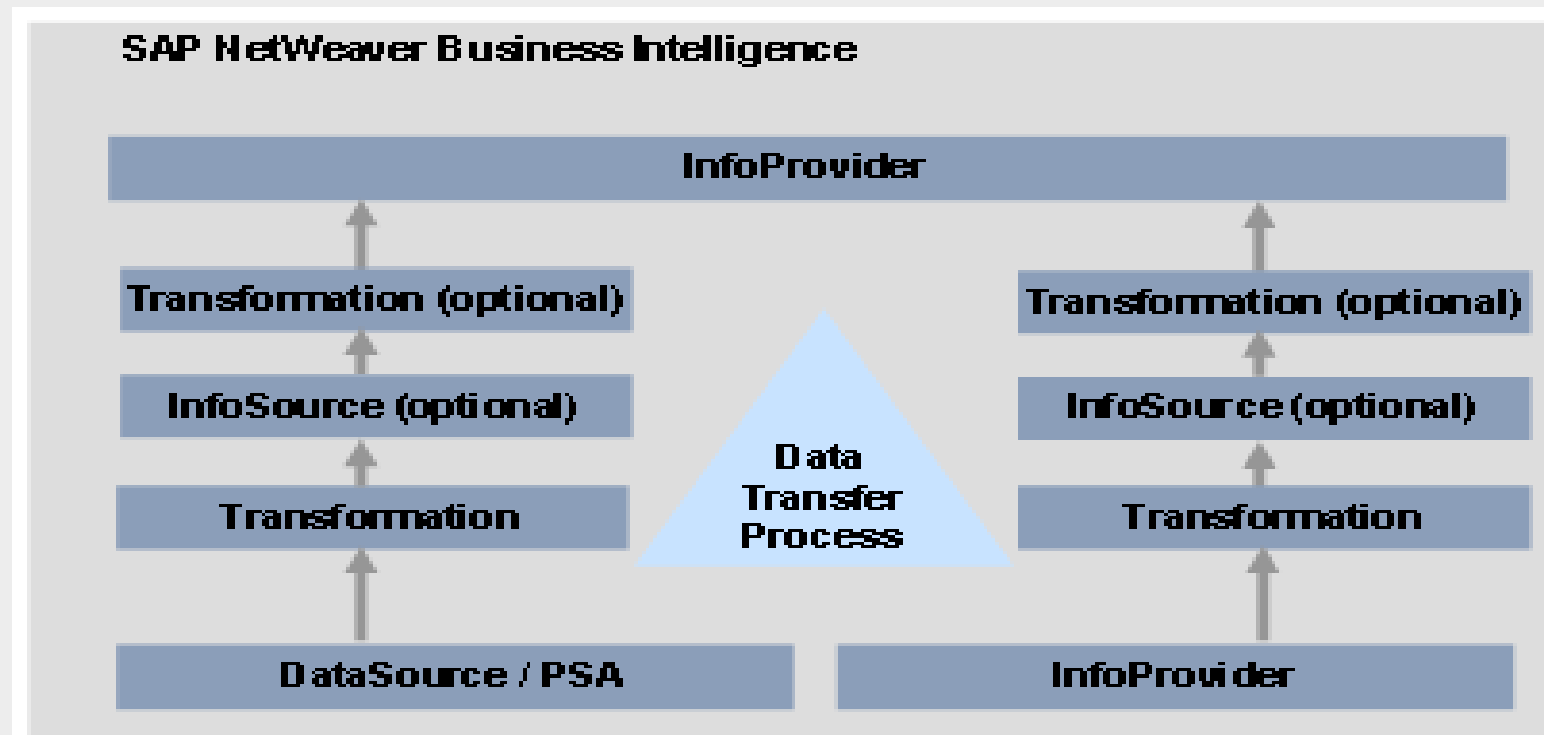 SAP NetWeaver Business Intelligence
InfoProvider
Transformation (optional)
Transformation (optional)
InfoSource (optional)
InfoSource (optional)
Data
Transfer
Process
Transformation
Transformation
DataSource / PSA
InfoProvider